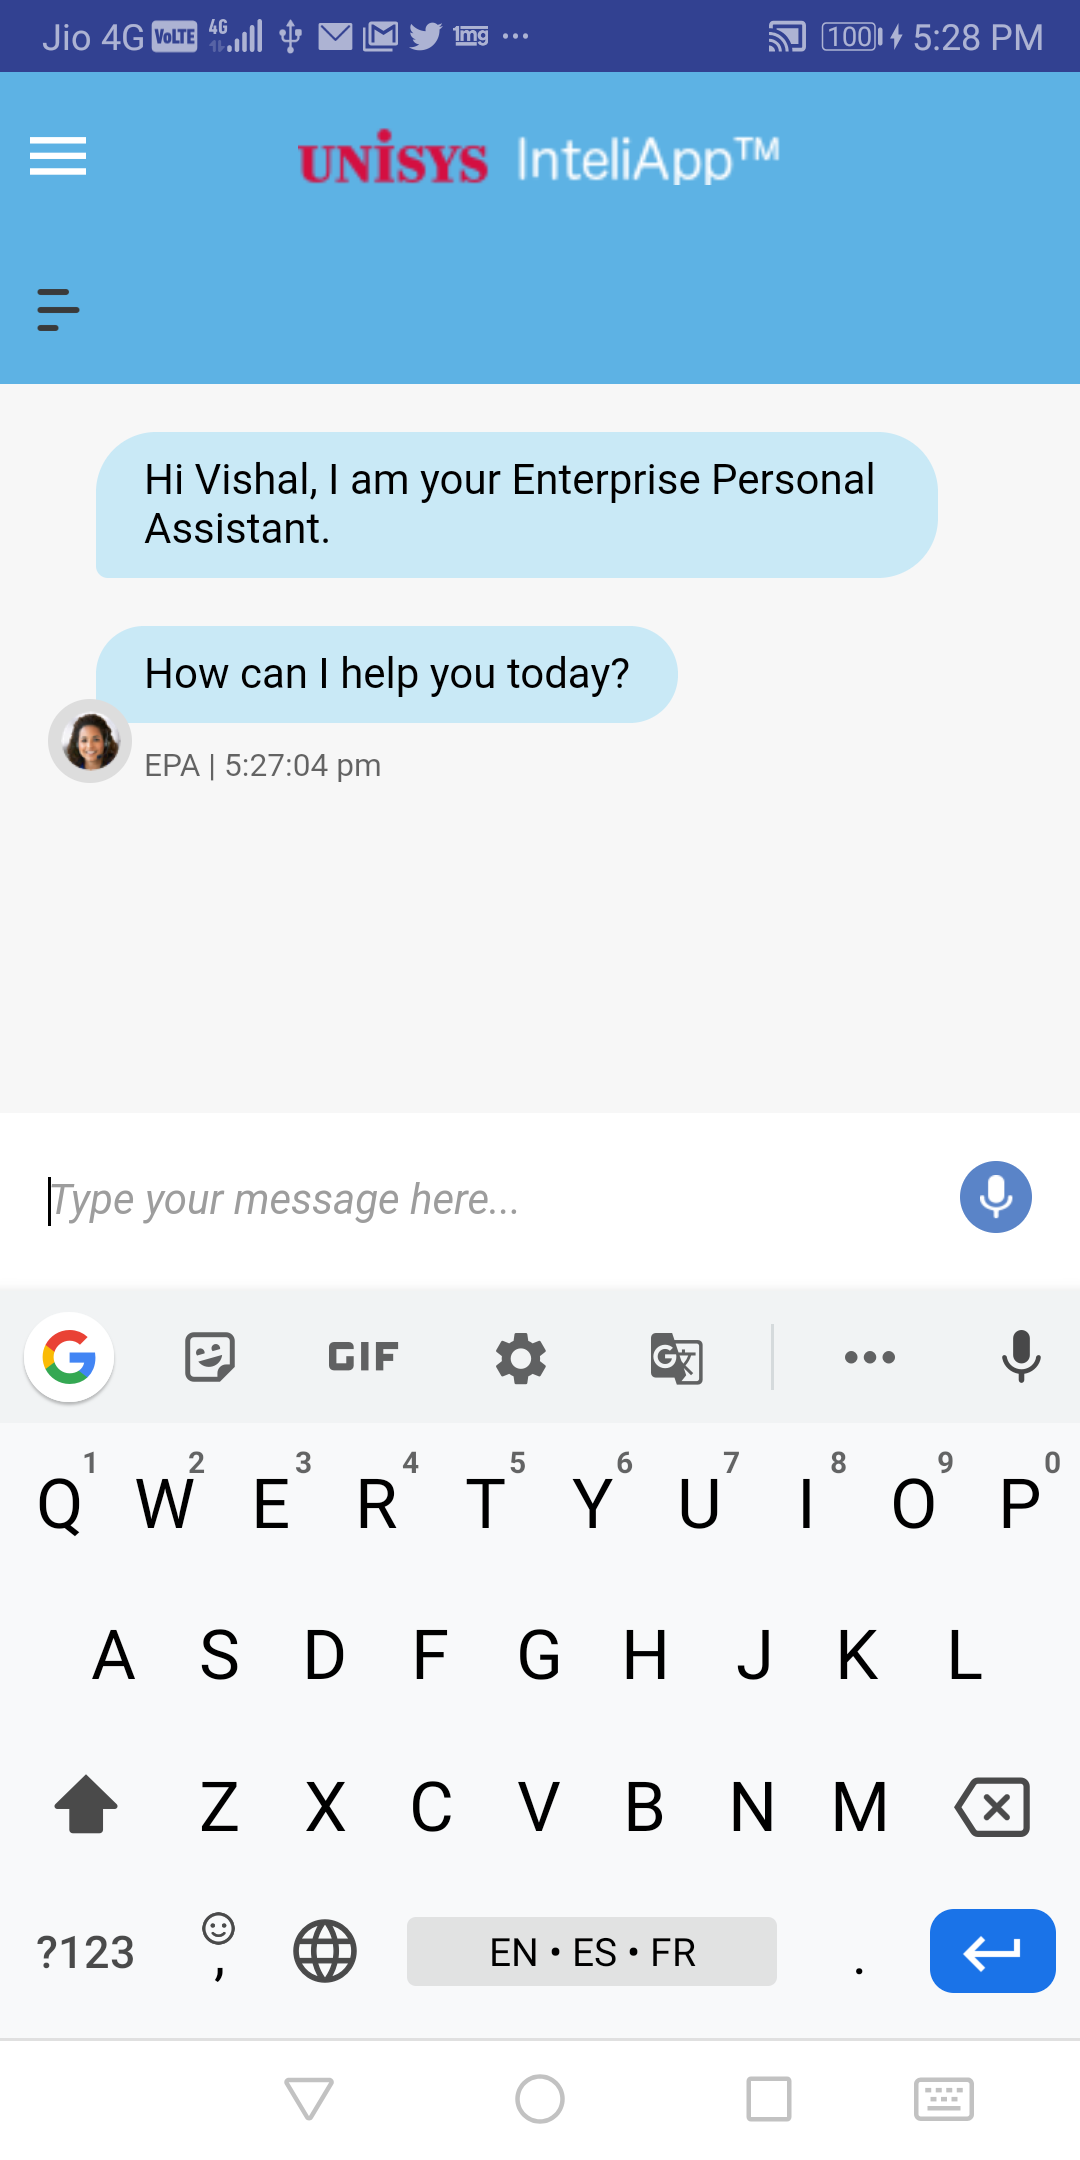 Jio 4G VoLTE 4G 1mg ... 100 5:28 PM
UNiSYS InteliApp™
Hi Vishal, I am your Enterprise Personal
Assistant.
How can I help you today?
EPA | 5:27:04 pm
Type your message here...
G GIF G文
1 2 3 4 5 6 7 8 9 0
Q W E R T Y U I O P
A S D F G H J K L
Z X C V B N M
?123 , EN • ES • FR .